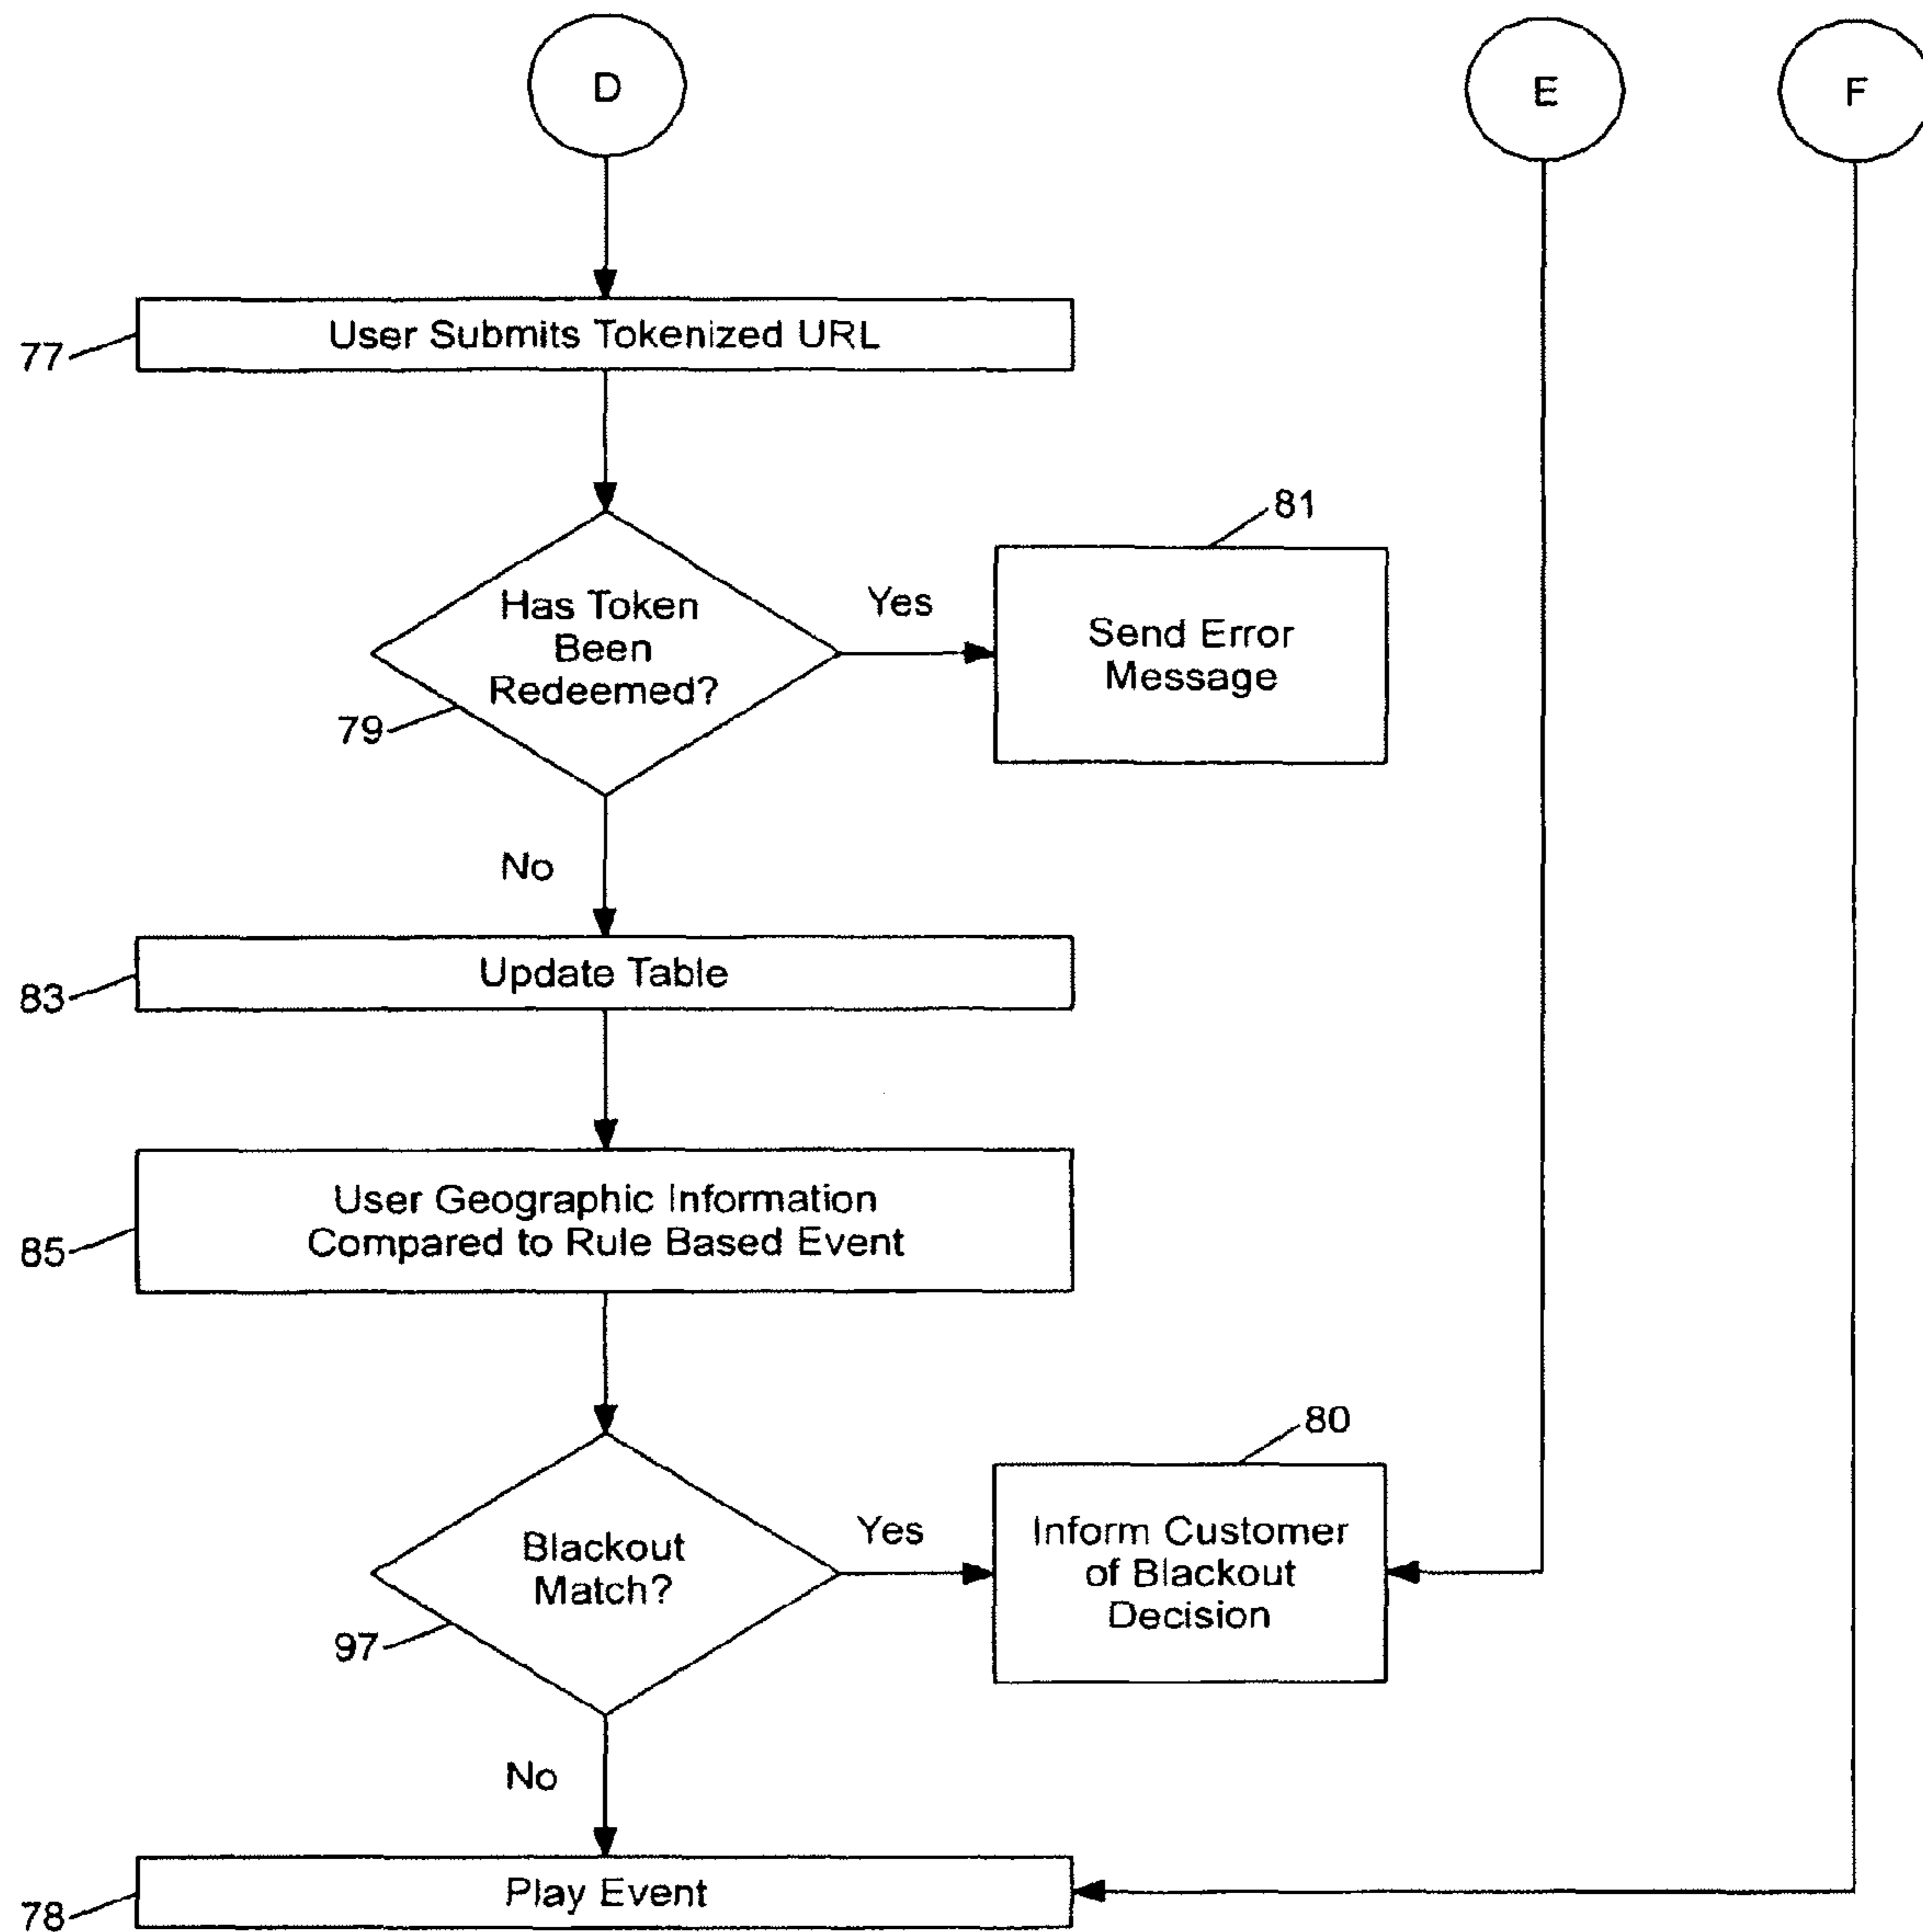 D
E
F
User Submits Tokenized URL
77
81
Has Token
Been
Redeemed?
Yes
Send Error
Message
79
No
Update Table
83
User Geographic Information
Compared to Rule Based Event
85
80
Blackout
Match?
Yes
Inform Customer
of Blackout
Decision
97
No
Play Event
78